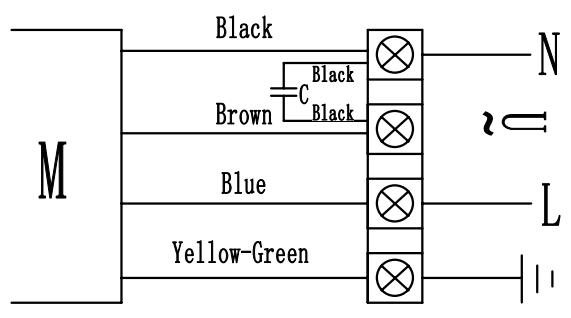 Black
N
Black
C
Black
Brown
~
U
M
Blue
L
Yellow-Green